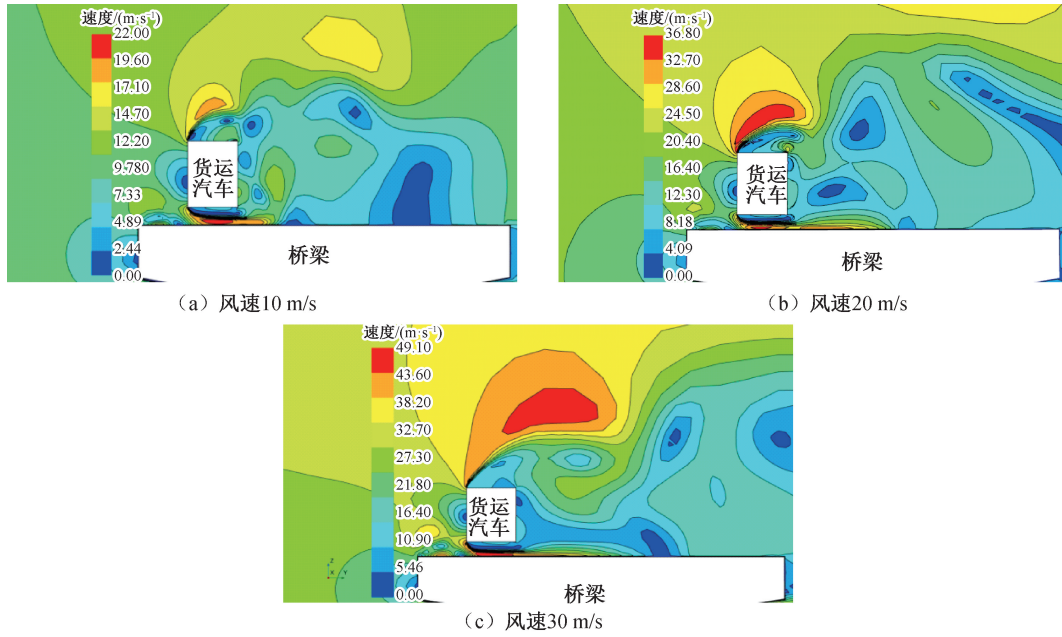 速度/(m·s⁻¹)
22.00
19.60
17.10
14.70
12.20
9.780
7.33
4.89
2.44
0.00
货运
汽车
桥梁
(a)风速10 m/s
速度/(m·s⁻¹)
36.80
32.70
28.60
24.50
20.40
16.40
12.30
8.18
4.09
0.00
货运
汽车
桥梁
(b)风速20 m/s
速度/(m·s⁻¹)
49.10
43.60
38.20
32.70
27.30
21.80
16.40
10.90
5.46
0.00
货运
汽车
Z
X
Y
桥梁
(c)风速30 m/s